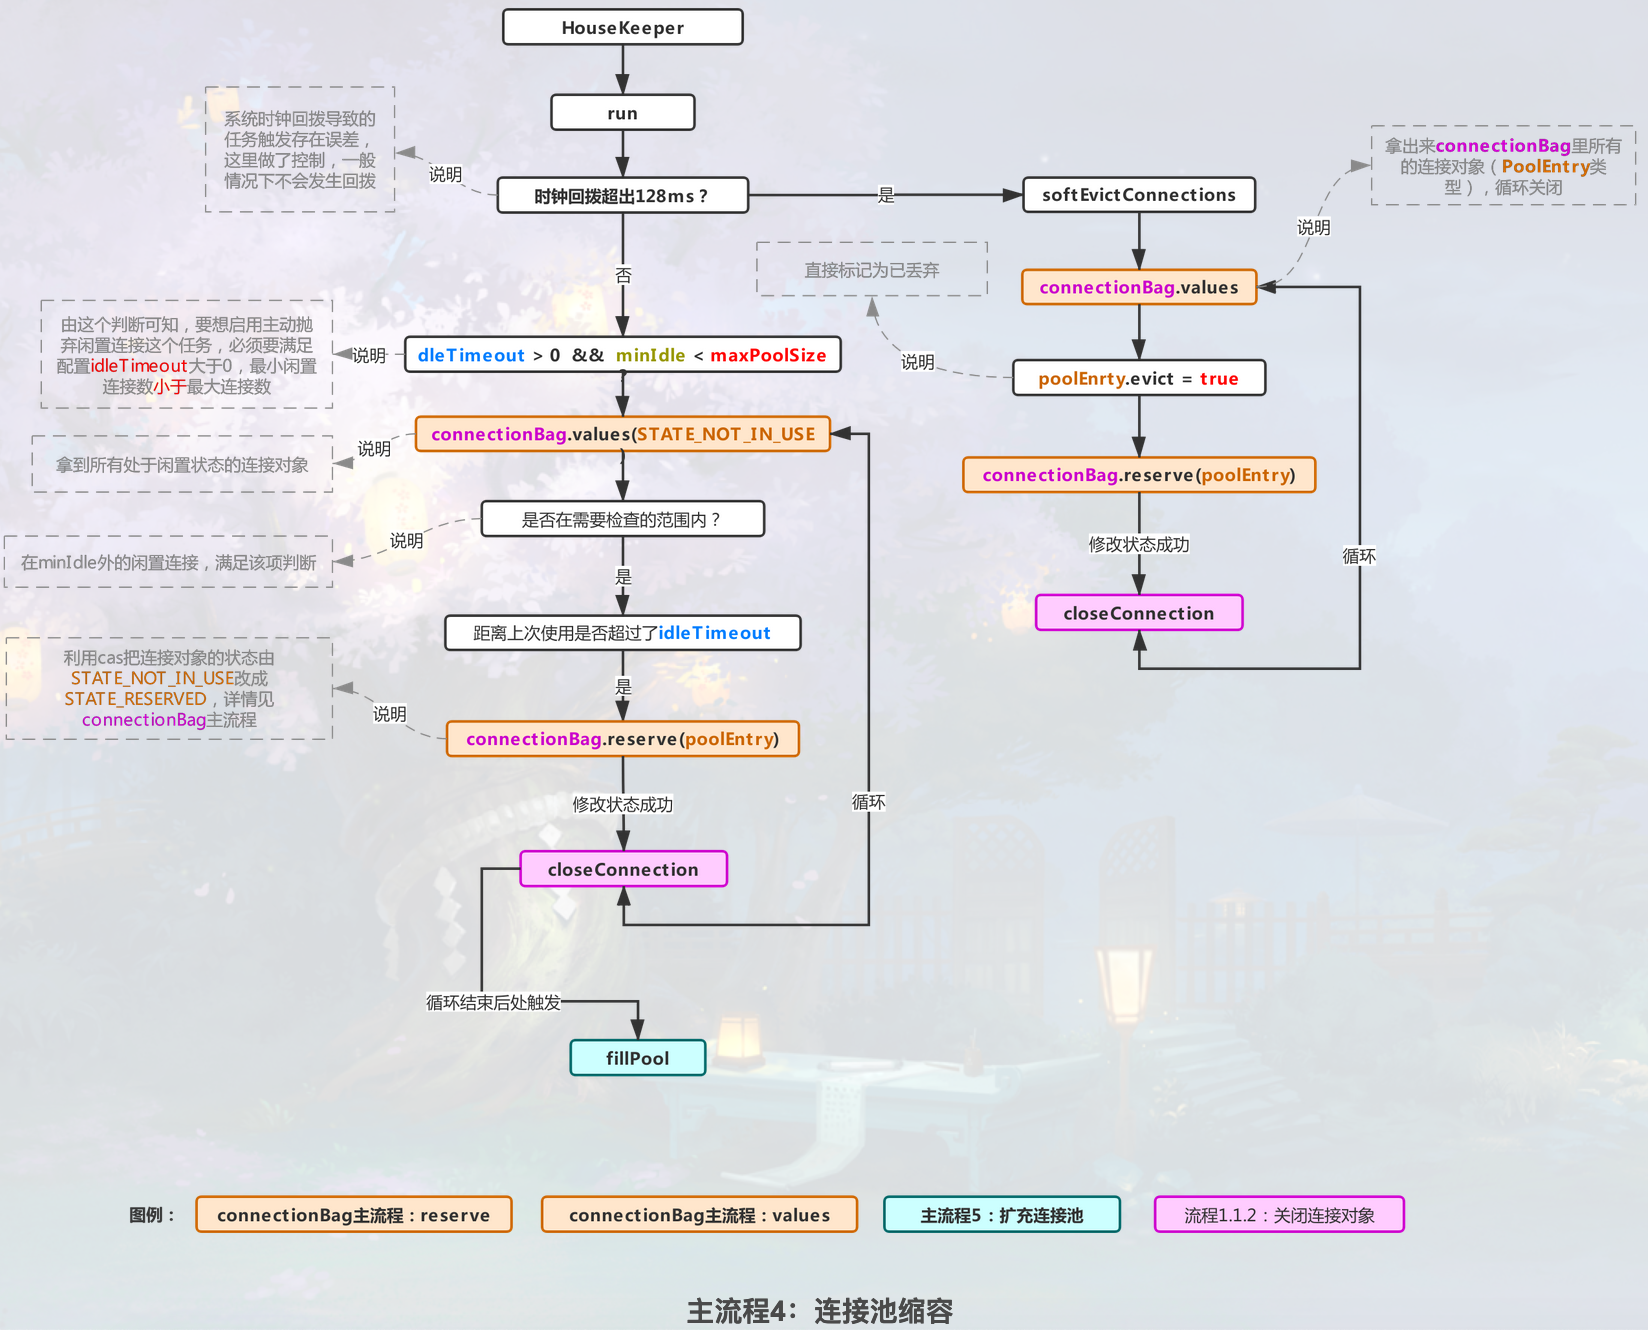 HouseKeeper
run
系统时钟回拨导致的
任务触发存在误差，
这里做了控制，一般
情况下不会发生回拨
说明
时钟回拨超出128ms？
是
softEvictConnections
拿出来connectionBag里所有
的连接对象（PoolEntry类
型），循环关闭
说明
否
直接标记为已丢弃
说明
connectionBag.values
由这个判断可知，要想启用主动抛
弃闲置连接这个任务，必须要满足
配置idleTimeout大于0，最小闲置
连接数小于最大连接数
说明
dleTimeout > 0 && minIdle < maxPoolSize
?
poolEnrty.evict = true
拿到所有处于闲置状态的连接对象
说明
connectionBag.values(STATE_NOT_IN_USE
)
connectionBag.reserve(poolEntry)
在minIdle外的闲置连接，满足该项判断
说明
是否在需要检查的范围内？
修改状态成功
循环
是
closeConnection
距离上次使用是否超过了idleTimeout
利用cas把连接对象的状态由
STATE_NOT_IN_USE改成
STATE_RESERVED，详情见
connectionBag主流程
说明
是
connectionBag.reserve(poolEntry)
修改状态成功
循环
closeConnection
循环结束后处触发
fillPool
图例：
connectionBag主流程：reserve
connectionBag主流程：values
主流程5：扩充连接池
流程1.1.2：关闭连接对象
主流程4：连接池缩容